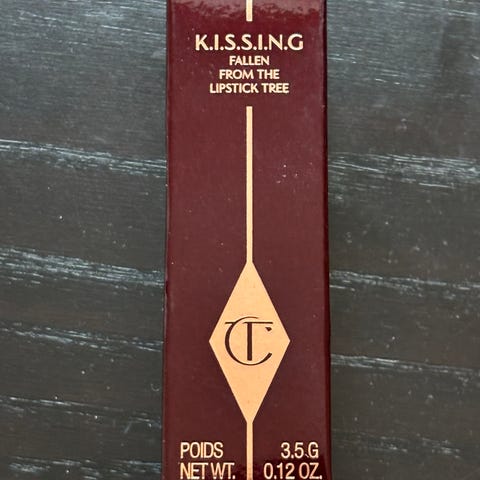 K.I.S.S.I.N.G
FALLEN
FROM THE
LIPSTICK TREE
CT
POIDS 3.5 G
NET WT. 0.12 OZ.